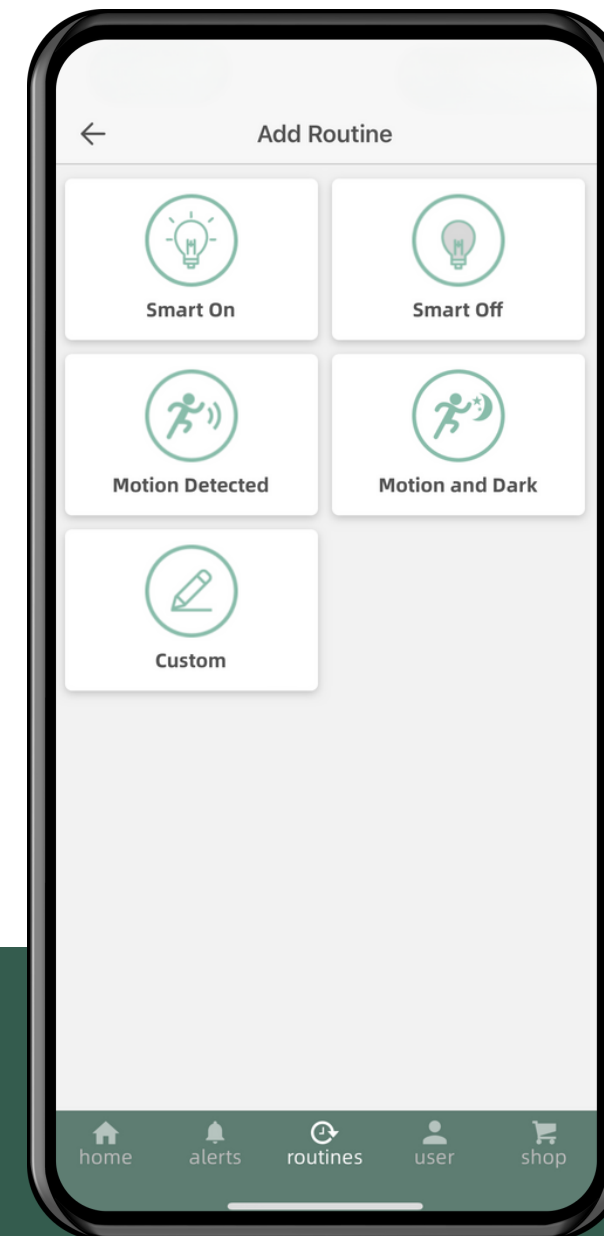 Add Routine
Smart On
Smart Off
Motion Detected
Motion and Dark
Custom
home
alerts
routines
user
shop